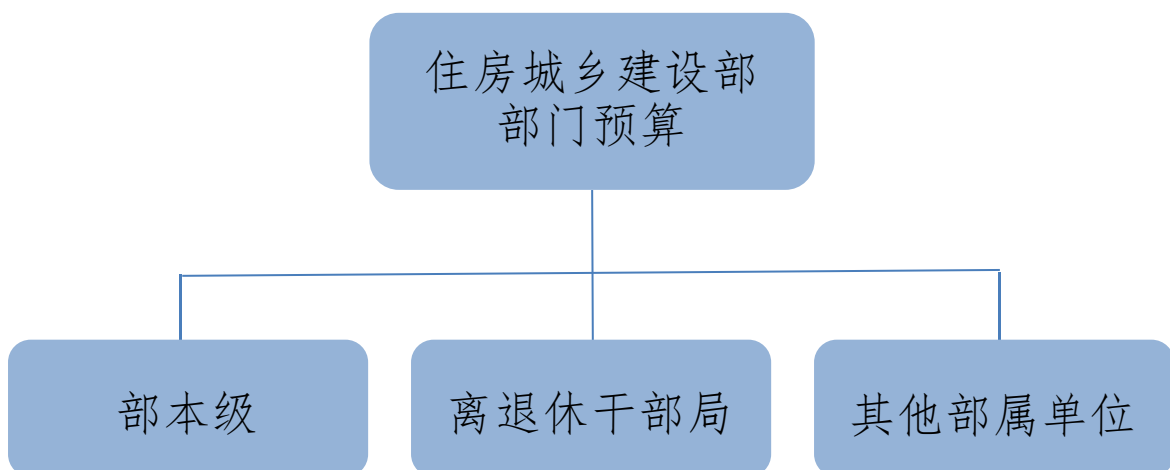 住房城乡建设部
部门预算
部本级
离退休干部局
其他部属单位